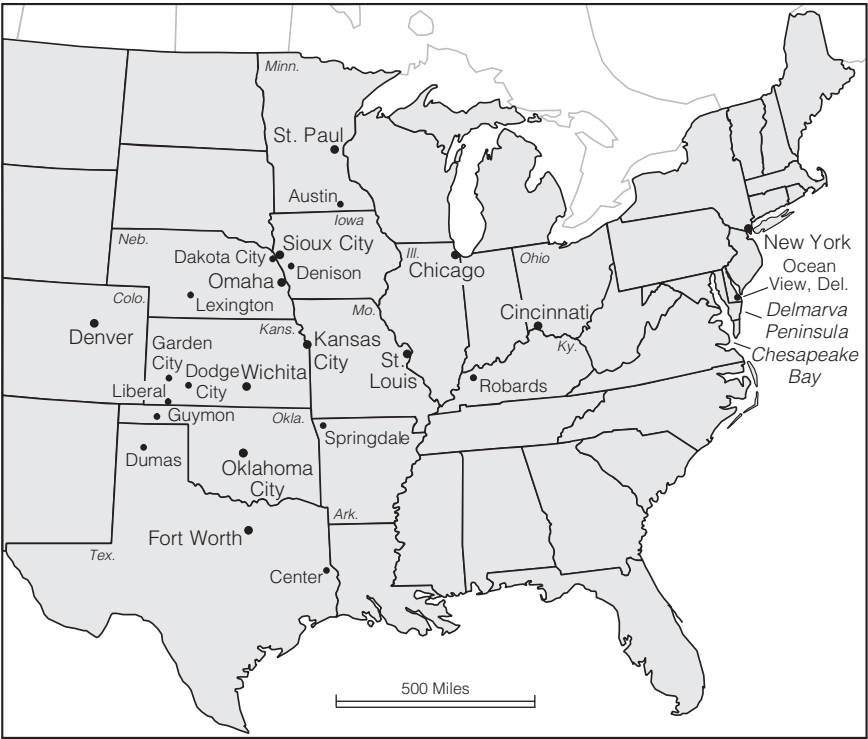 Minn.
St. Paul
Austin
Iowa
Neb.
Sioux City
Dakota City
Denison
Omaha
Lexington
Ill.
Chicago
Ohio
New York
Ocean
View, Del.
Delmarva
Peninsula
Chesapeake
Bay
Colo.
Denver
Mo.
Cincinnati
Kans.
Kansas
City
Ky.
St.
Louis
Garden
City
Dodge
City
Wichita
Liberal
Robards
Guymon
Okla.
Springdale
Dumas
Oklahoma
City
Ark.
Fort Worth
Tex.
Center
500 Miles